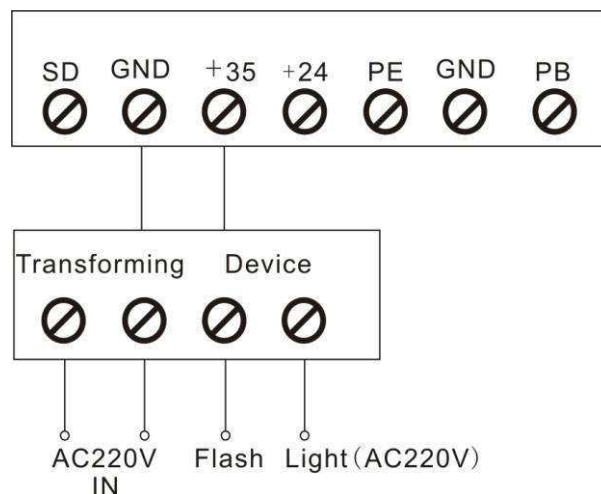 SD GND +35 +24 PE GND PB
Transforming Device
AC220V Flash Light(AC220V)
IN